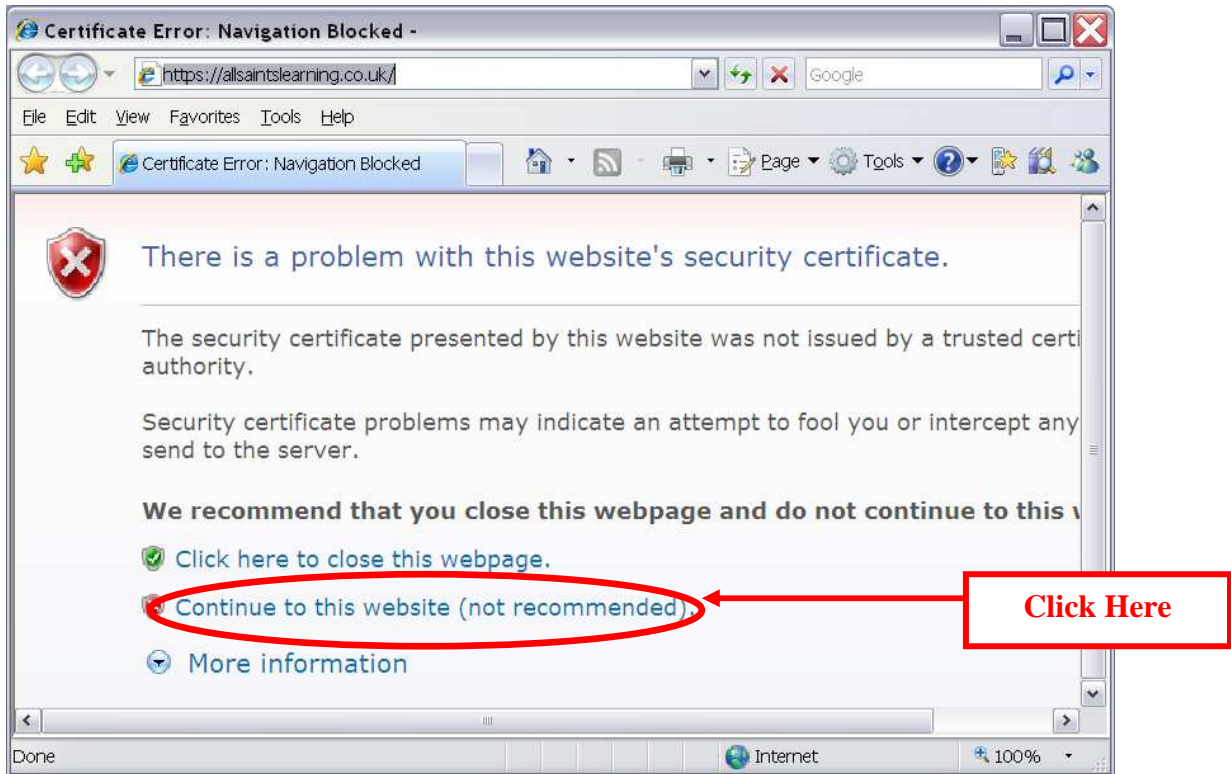 Certificate Error: Navigation Blocked -
https://allsaintslearning.co.uk/
Google
File Edit View Favorites Tools Help
Certificate Error: Navigation Blocked
Page Tools
There is a problem with this website's security certificate.
The security certificate presented by this website was not issued by a trusted certi
authority.
Security certificate problems may indicate an attempt to fool you or intercept any
send to the server.
We recommend that you close this webpage and do not continue to this
Click here to close this webpage.
Continue to this website (not recommended).
Click Here
More information
Done Internet 100%